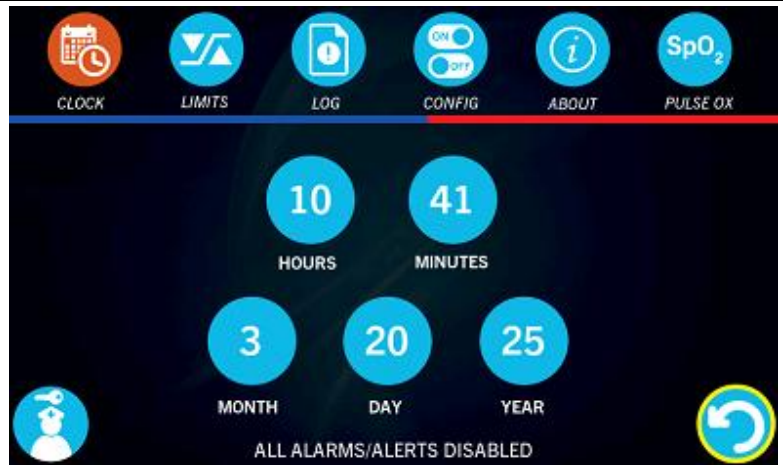 ON
OFF
i
SpO₂
CLOCK
LIMITS
LOG
CONFIG
ABOUT
PULSE OX
10
41
HOURS
MINUTES
3
20
25
MONTH
DAY
YEAR
ALL ALARMS/ALERTS DISABLED